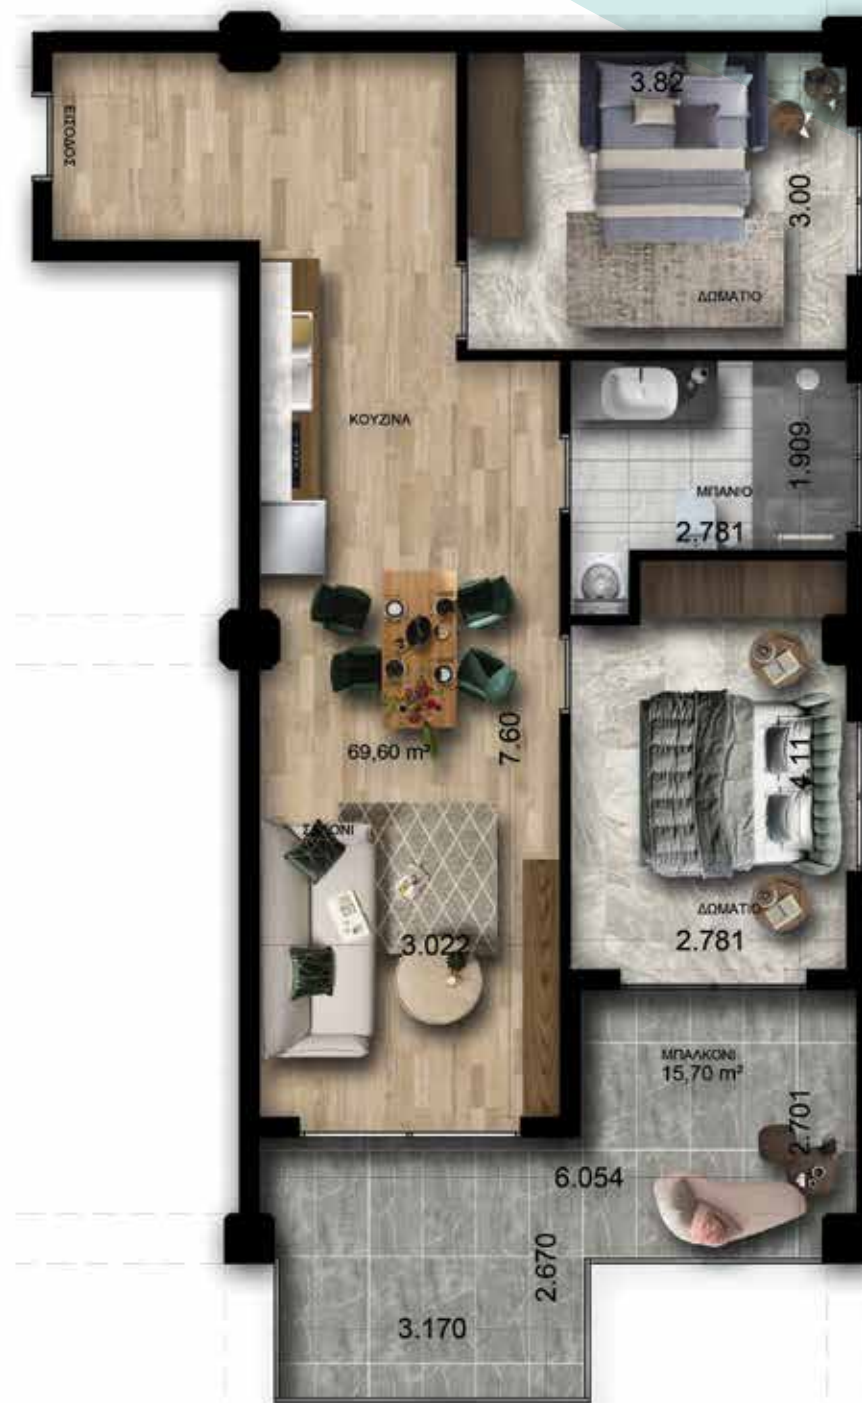 3.82
ΕΙΣΟΔΟΣ
3.00
ΔΩΜΑΤΙΟ
ΚΟΥΖΙΝΑ
1.909
ΜΠΑΝΙΟ
2.781
7.60
69,60 m²
4.11
ΣΑΛΟΝΙ
ΔΩΜΑΤΙΟ
3.022
2.781
ΜΠΑΛΚΟΝΙ
15,70 m²
2.701
6.054
2.670
3.170